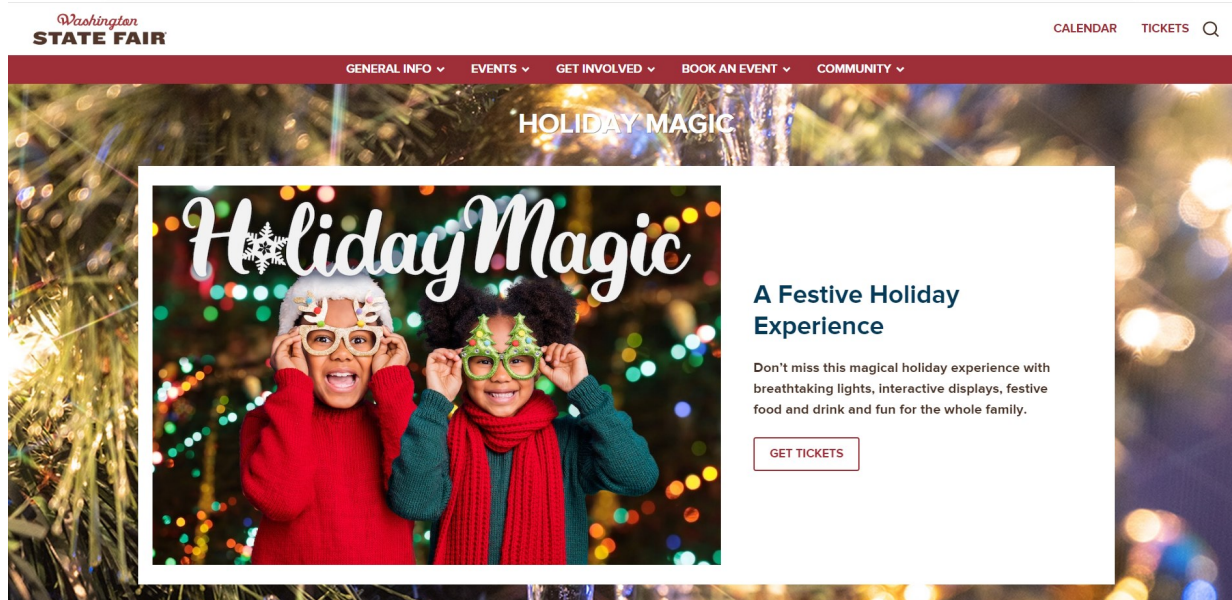 Washington
STATE FAIR
CALENDAR TICKETS
GENERAL INFO EVENTS GET INVOLVED BOOK AN EVENT COMMUNITY
HOLIDAY MAGIC
Holiday Magic
A Festive Holiday
Experience
Don't miss this magical holiday experience with
breathtaking lights, interactive displays, festive
food and drink and fun for the whole family.
GET TICKETS